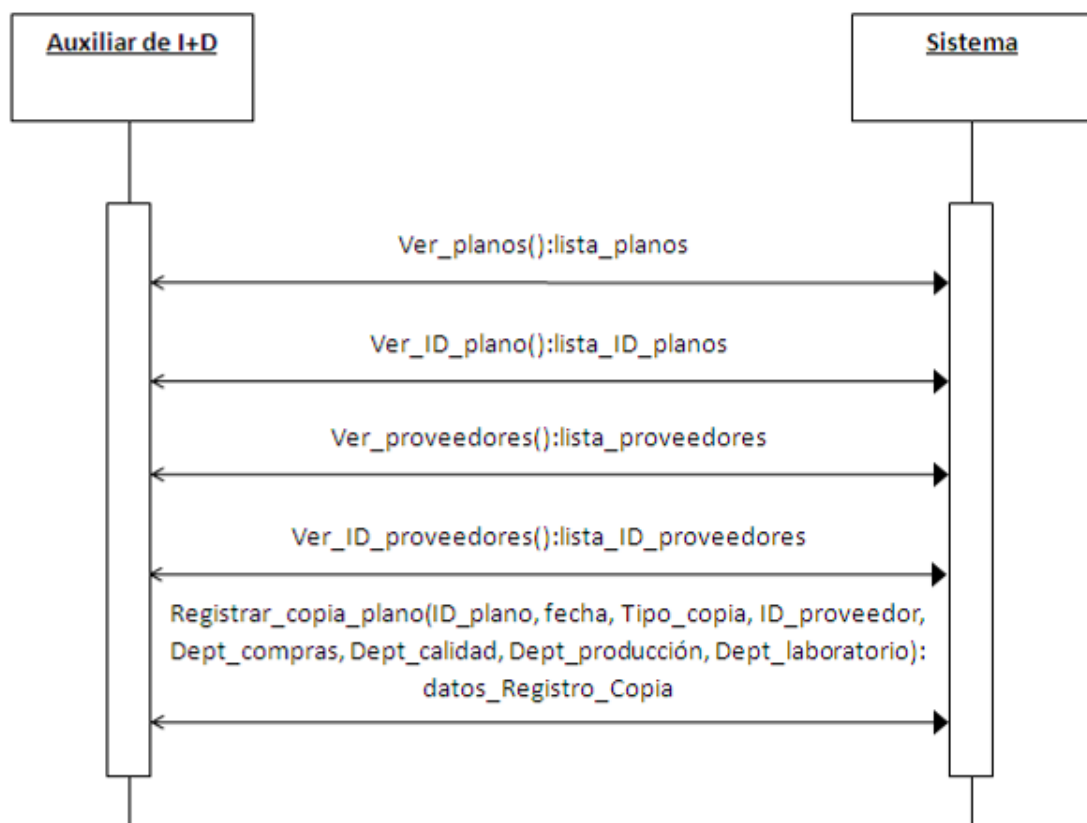 Auxiliar de I+D
Sistema
Ver_planos():lista_planos
Ver_ID_plano():lista_ID_planos
Ver_proveedores():lista_proveedores
Ver_ID_proveedores():lista_ID_proveedores
Registrar_copia_plano(ID_plano, fecha, Tipo_copia, ID_proveedor,
Dept_compras, Dept_calidad, Dept_producción, Dept_laboratorio):
datos_Registro_Copia